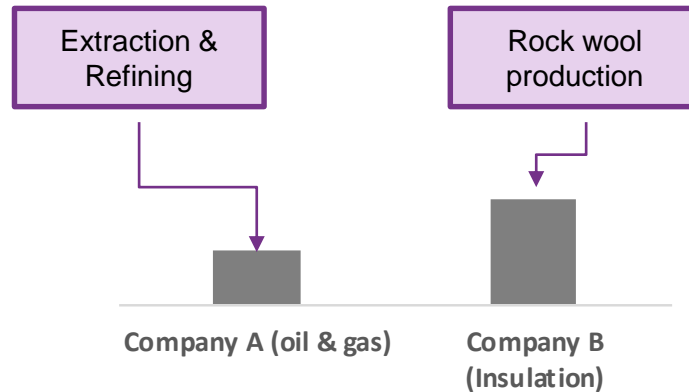 Extraction &
Refining
Rock wool
production
Company A (oil & gas)
Company B
(Insulation)